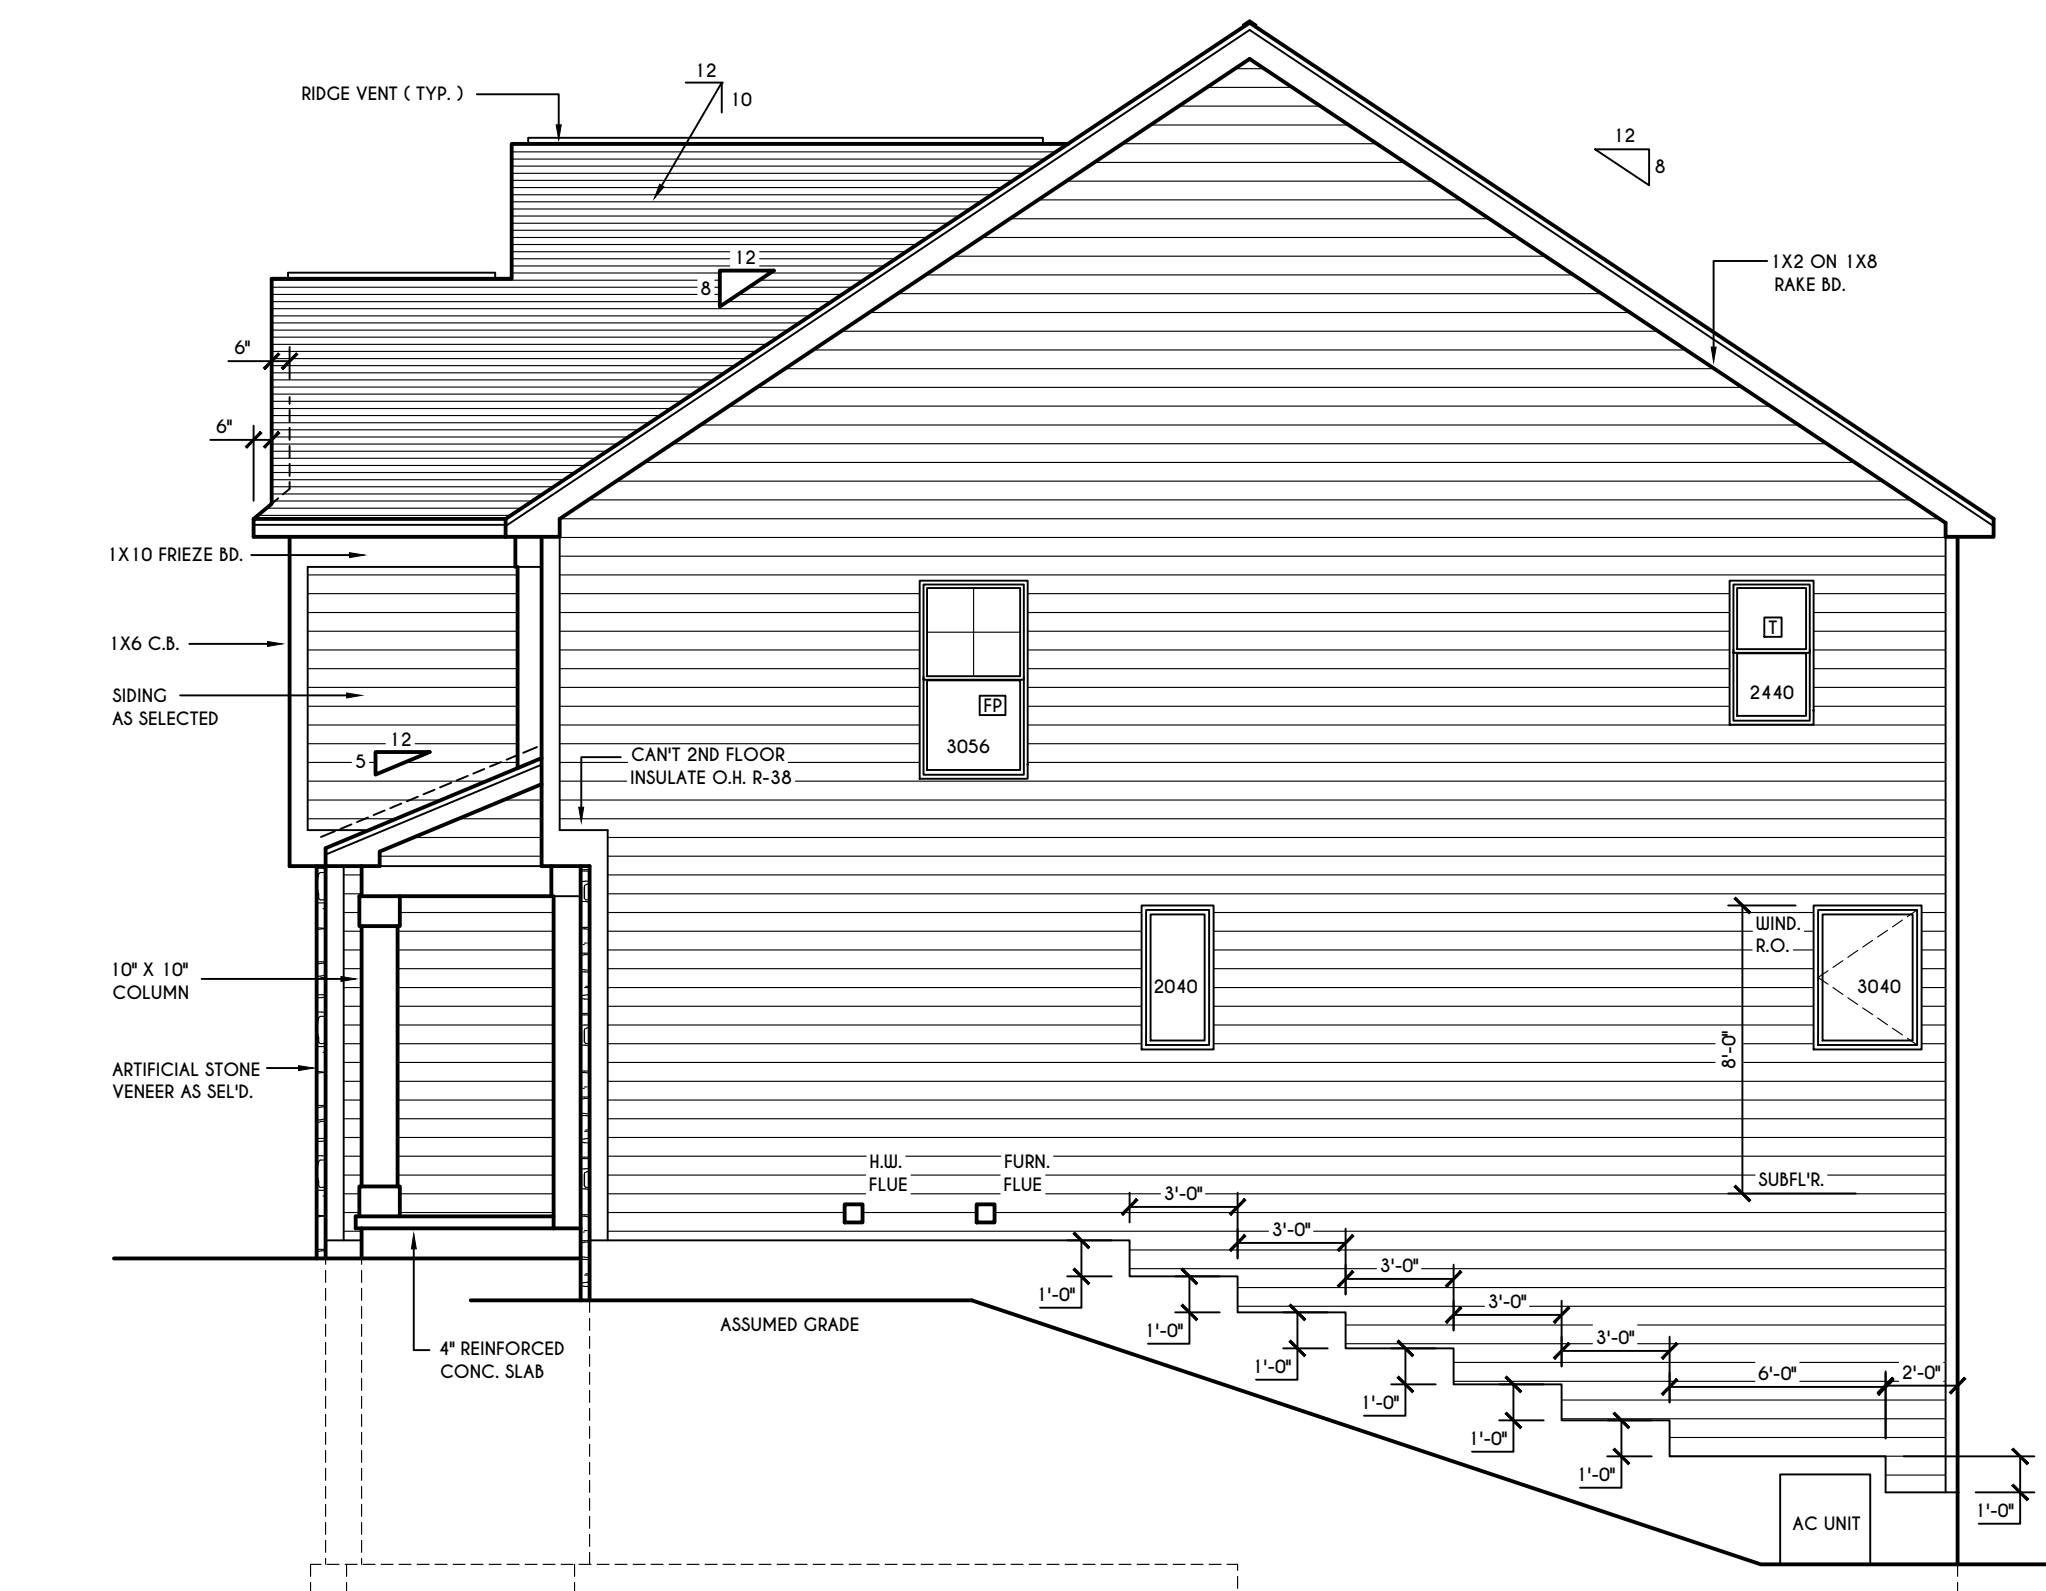 12
RIDGE VENT ( TYP. )
10
12
8
12
8
1X2 ON 1X8
RAKE BD.
6"
6"
1X10 FRIEZE BD.
T
1X6 C.B.
2440
SIDING
AS SELECTED
FP
3056
12
5
CAN'T 2ND FLOOR
INSULATE O.H. R-38
WIND.
R.O.
10" X 10"
COLUMN
2040
3040
8'-0"
ARTIFICIAL STONE
VENEER AS SEL'D.
H.W.
FLUE
FURN.
FLUE
SUBFL'R.
3'-0"
3'-0"
3'-0"
3'-0"
3'-0"
6'-0"
2'-0"
1'-0"
1'-0"
1'-0"
1'-0"
1'-0"
1'-0"
1'-0"
ASSUMED GRADE
4" REINFORCED
CONC. SLAB
AC UNIT